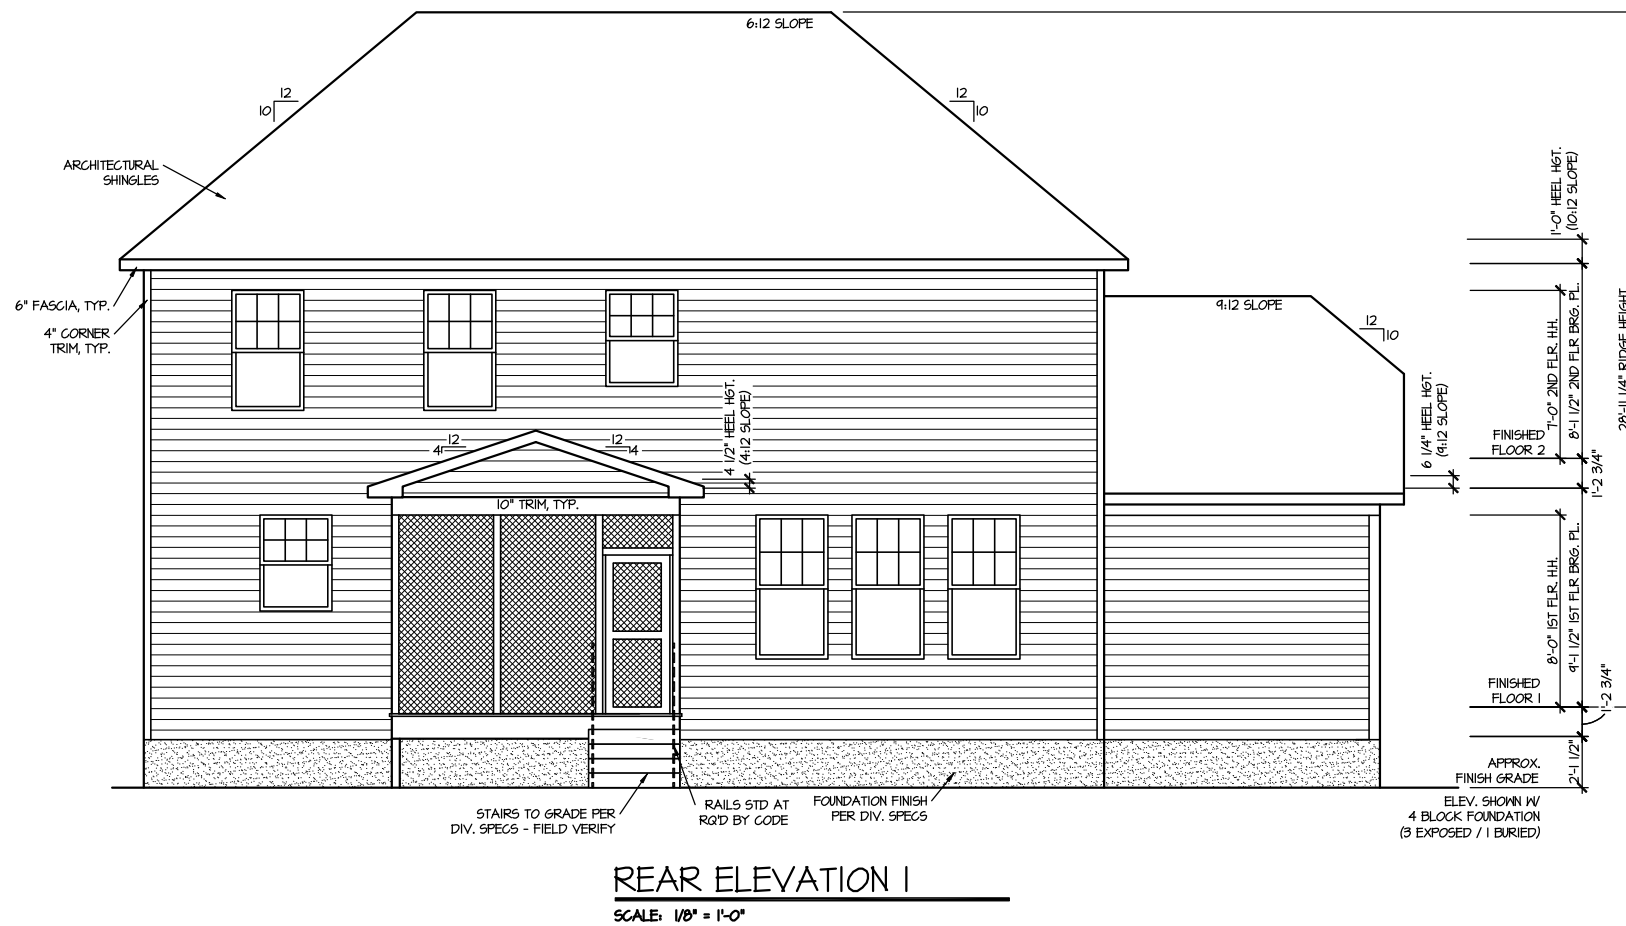 6:12 SLOPE
12
10
12
10
ARCHITECTURAL
SHINGLES
1'-0" HEEL HGT.
(10:12 SLOPE)
6" FASCIA, TYP.
4" CORNER
TRIM, TYP.
9:12 SLOPE
12
10
7'-0" 2ND FLR. H.H.
8'-1 1/2" 2ND FLR BRG. PL.
28'-11 1/4" RIDGE HEIGHT
4 1/2" HEEL HGT.
(4:12 SLOPE)
6 1/4" HEEL HGT.
(9:12 SLOPE)
12
4
12
4
FINISHED
FLOOR 2
1'-2 3/4"
10" TRIM, TYP.
8'-0" 1ST FLR. H.H.
9'-1 1/2" 1ST FLR BRG. PL.
FINISHED
FLOOR 1
1'-2 3/4"
APPROX.
FINISH GRADE
2'-1 1/2"
ELEV. SHOWN W/
4 BLOCK FOUNDATION
(3 EXPOSED / 1 BURIED)
STAIRS TO GRADE PER
DIV. SPECS - FIELD VERIFY
RAILS STD AT
RQ'D BY CODE
FOUNDATION FINISH
PER DIV. SPECS
REAR ELEVATION 1
SCALE: 1/8" = 1'-0"